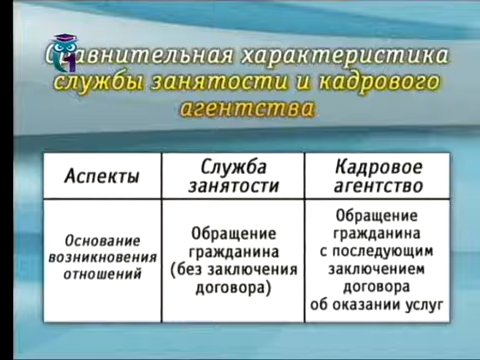 Сравнительная характеристика
службы занятости и кадрового
агентства
Аспекты
Служба
занятости
Кадровое
агентство
Основание
возникновения
отношений
Обращение
гражданина
(без заключения
договора)
Обращение
гражданина
с последующим
заключением
договора
об оказании услуг